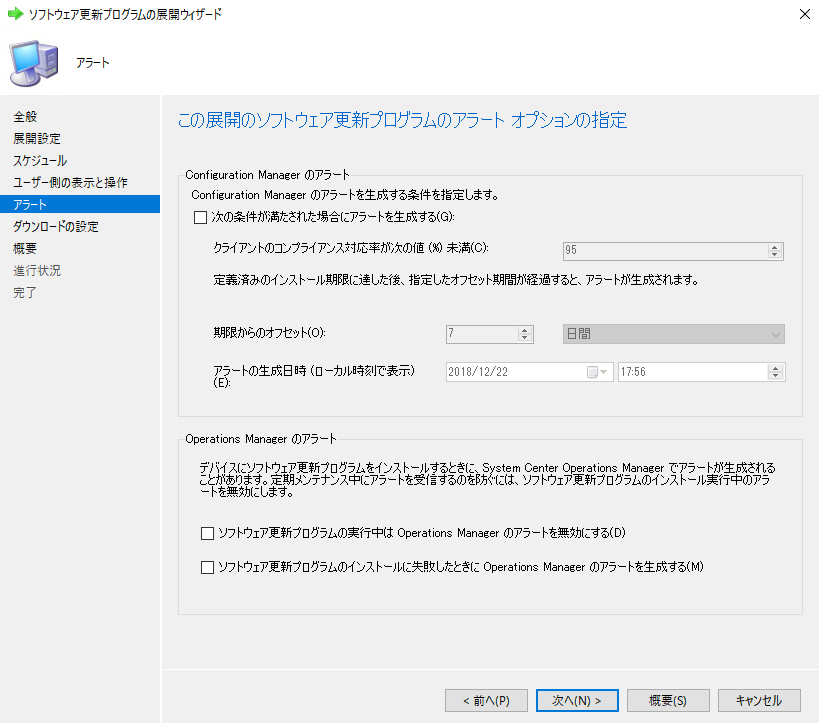 ソフトウェア更新プログラムの展開ウィザード
アラート
全般
展開設定
スケジュール
ユーザー側の表示と操作
アラート
ダウンロードの設定
概要
進行状況
完了
この展開のソフトウェア更新プログラムのアラート オプションの指定
Configuration Manager のアラート
Configuration Manager のアラートを生成する条件を指定します。
次の条件が満たされた場合にアラートを生成する(G):
クライアントのコンプライアンス対応率が次の値 (%) 未満(C):
95
定義済みのインストール期限に達した後、指定したオフセット期間が経過すると、アラートが生成されます。
期限からのオフセット(O):
7
日間
アラートの生成日時 (ローカル時刻で表示)
(E):
2018/12/22
17:56
Operations Manager のアラート
デバイスにソフトウェア更新プログラムをインストールするときに、System Center Operations Manager でアラートが生成される
ことがあります。定期メンテナンス中にアラートを受信するのを防ぐには、ソフトウェア更新プログラムのインストール実行中のアラ
ートを無効にします。
ソフトウェア更新プログラムの実行中は Operations Manager のアラートを無効にする(D)
ソフトウェア更新プログラムのインストールに失敗したときに Operations Manager のアラートを生成する(M)
< 前へ(P)
次へ(N) >
概要(S)
キャンセル